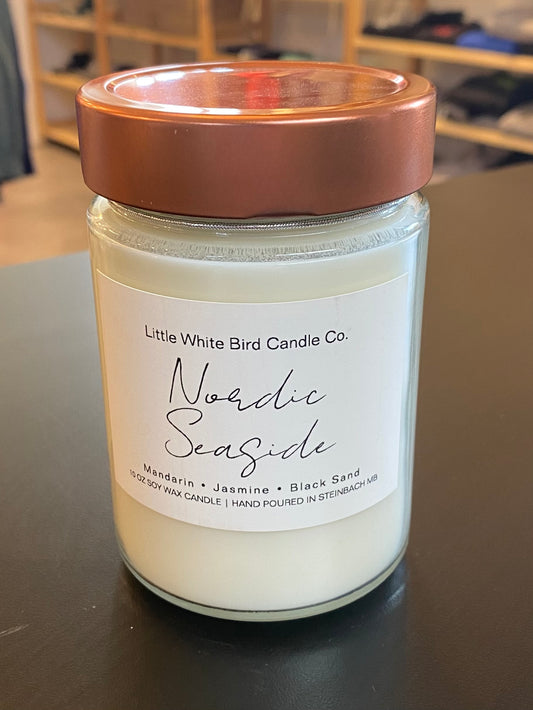 Little White Bird Candle Co.
Nordic
Seaside
Mandarin • Jasmine • Black Sand
10 OZ SOY WAX CANDLE | HAND POURED IN STEINBACH MB